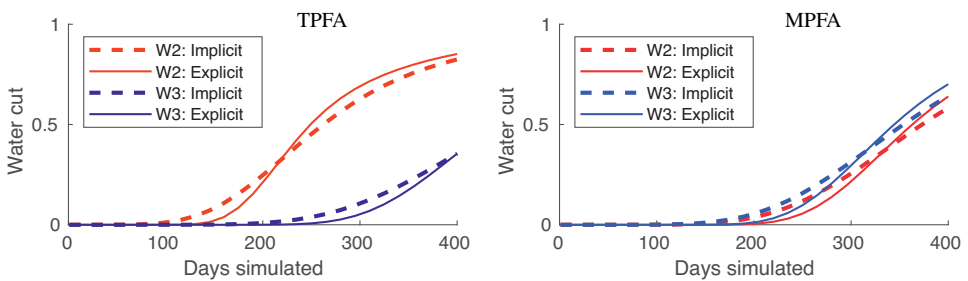 TPFA
1
W2: Implicit
W2: Explicit
W3: Implicit
W3: Explicit
0.5
0
0
100
200
300
400
Water cut
Days simulated
MPFA
1
W2: Implicit
W2: Explicit
W3: Implicit
W3: Explicit
0.5
0
0
100
200
300
400
Water cut
Days simulated